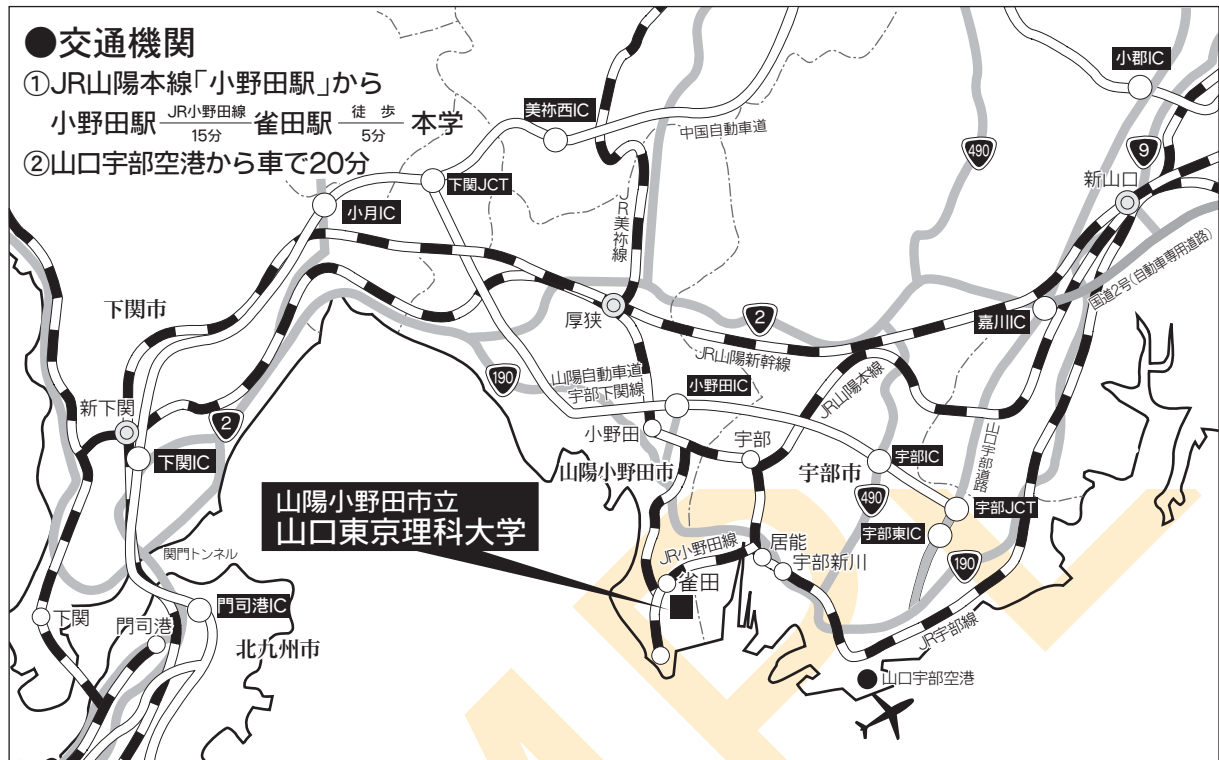 ●交通機関
①JR山陽本線「小野田駅」から
小野田駅 JR小野田線 15分 雀田駅 徒歩 5分 本学
②山口宇部空港から車で20分
小郡IC
美祢西IC
中国自動車道
490
9
新山口
下関JCT
小月IC
JR美祢線
国道2号(自動車専用道路)
下関市
厚狭
2
嘉川IC
JR山陽新幹線
190
山陽自動車道
宇部下関線
小野田IC
JR山陽本線
新下関
2
小野田
宇部
山口宇部道路
下関IC
山陽小野田市
宇部市
宇部IC
490
宇部JCT
山陽小野田市立
山口東京理科大学
宇部東IC
関門トンネル
JR小野田線
居能
宇部新川
190
雀田
下関
門司港
門司港IC
北九州市
JR宇部線
山口宇部空港